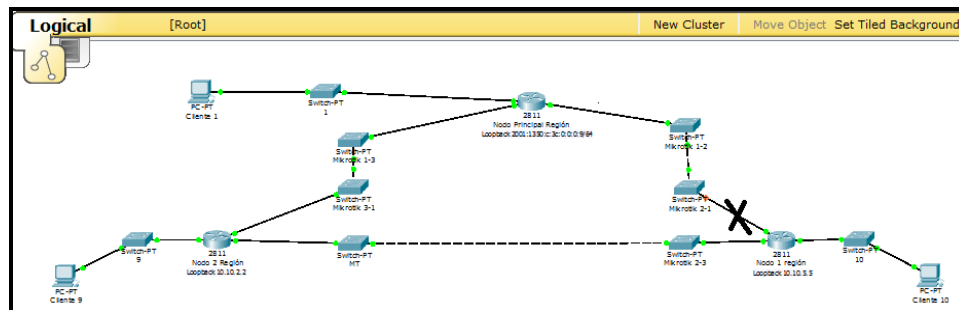 Logical [Root] New Cluster Move Object Set Tiled Background
PC-PT
Cliente 1
Switch-PT
1
2811
Nodo Principal Región
Loopback 2001:1350:c:3c:0:0:0:9/64
Switch-PT
Mikrotik 1-3
Switch-PT
Mikrotik 1-2
Switch-PT
Mikrotik 3-1
Switch-PT
Mikrotik 2-1
Switch-PT
9
2811
Nodo 2 Región
Loopback 10.10.2.2
Switch-PT
MT
Switch-PT
Mikrotik 2-3
2811
Nodo 1 región
Loopback 10.10.3.3
Switch-PT
10
PC-PT
Cliente 9
PC-PT
Cliente 10